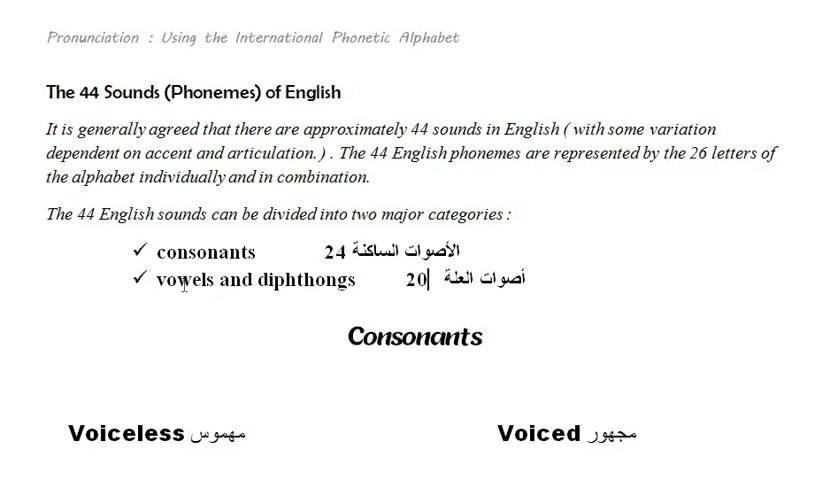 Pronunciation : Using the International Phonetic Alphabet
The 44 Sounds (Phonemes) of English
It is generally agreed that there are approximately 44 sounds in English ( with some variation
dependent on accent and articulation. ) . The 44 English phonemes are represented by the 26 letters of
the alphabet individually and in combination.
The 44 English sounds can be divided into two major categories :
✓ consonants 24 الأصوات الساكنة
✓ vowels and diphthongs 20 أصوات العلة
Consonants
Voiceless مهموس Voiced مجهور